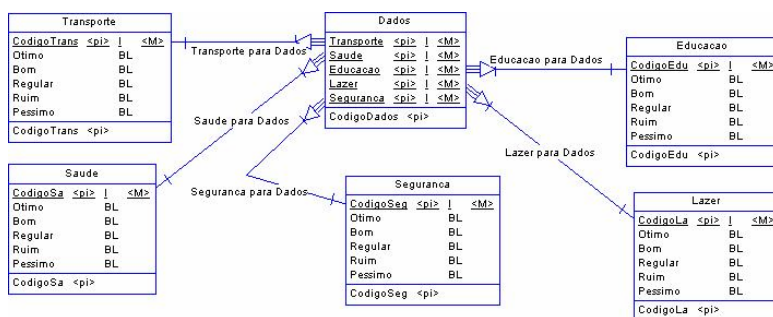 Transporte
CodigoTrans <pi> I <M>
Otimo BL
Bom BL
Regular BL
Ruim BL
Pessimo BL
CodigoTrans <pi>
Transporte para Dados
Dados
Transporte <pi> I <M>
Saude <pi> I <M>
Educacao <pi> I <M>
Lazer <pi> I <M>
Seguranca <pi> I <M>
CodigoDados <pi>
Educacao para Dados
Educacao
CodigoEdu <pi> I <M>
Otimo BL
Bom BL
Regular BL
Ruim BL
Pessimo BL
CodigoEdu <pi>
Saude para Dados
Lazer para Dados
Saude
CodigoSa <pi> I <M>
Otimo BL
Bom BL
Regular BL
Ruim BL
Pessimo BL
CodigoSa <pi>
Seguranca para Dados
Seguranca
CodigoSeg <pi> I <M>
Otimo BL
Bom BL
Regular BL
Ruim BL
Pessimo BL
CodigoSeg <pi>
Lazer
CodigoLa <pi> I <M>
Otimo BL
Bom BL
Regular BL
Ruim BL
Pessimo BL
CodigoLa <pi>